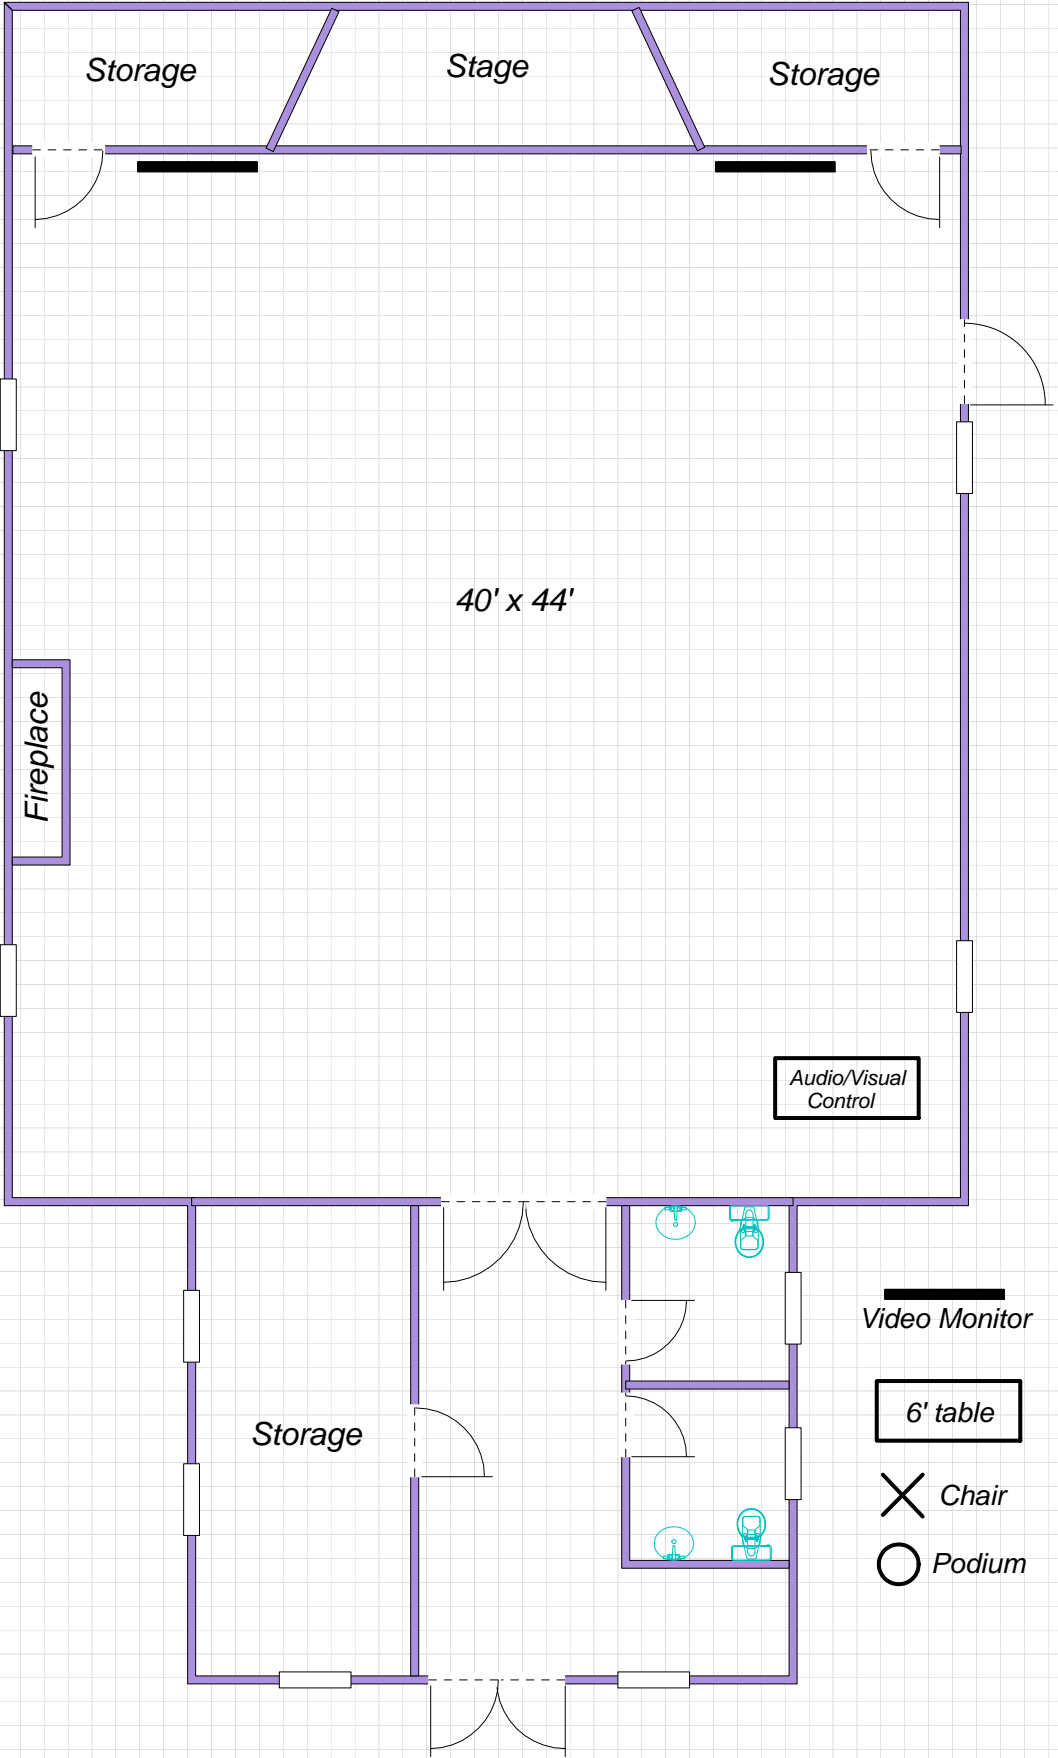 Storage
Stage
Storage
40' x 44'
Fireplace
Audio/Visual
Control
Storage
Video Monitor
6' table
Chair
Podium